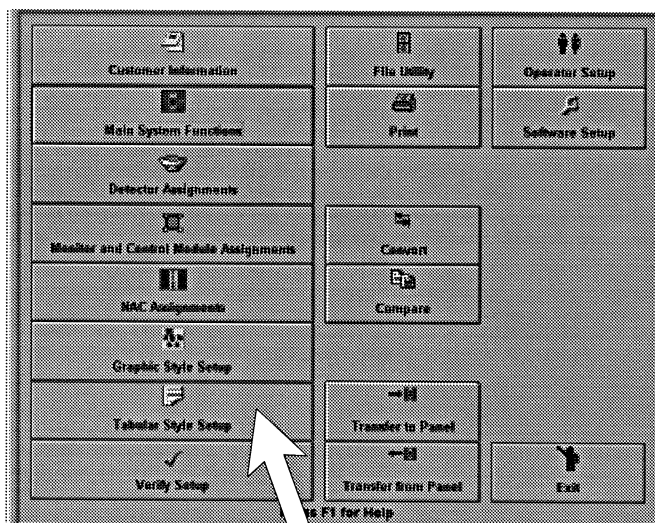 Customer Information
File Utility
Operator Setup
Main System Functions
Print
Software Setup
Detector Assignments
Monitor and Control Module Assignments
Convert
NAC Assignments
Compare
Graphic Style Setup
Tabular Style Setup
Transfer to Panel
Verify Setup
Transfer from Panel
Exit
F1 for Help